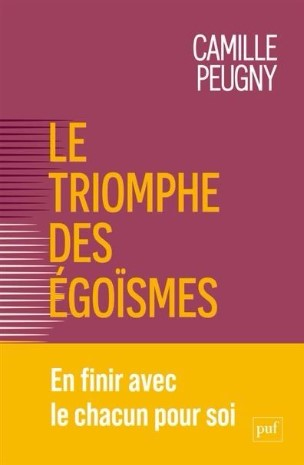 CAMILLE
PEUGNY
LE
TRIOMPHE
DES
ÉGOÏSMES
En finir avec
le chacun pour soi
puf